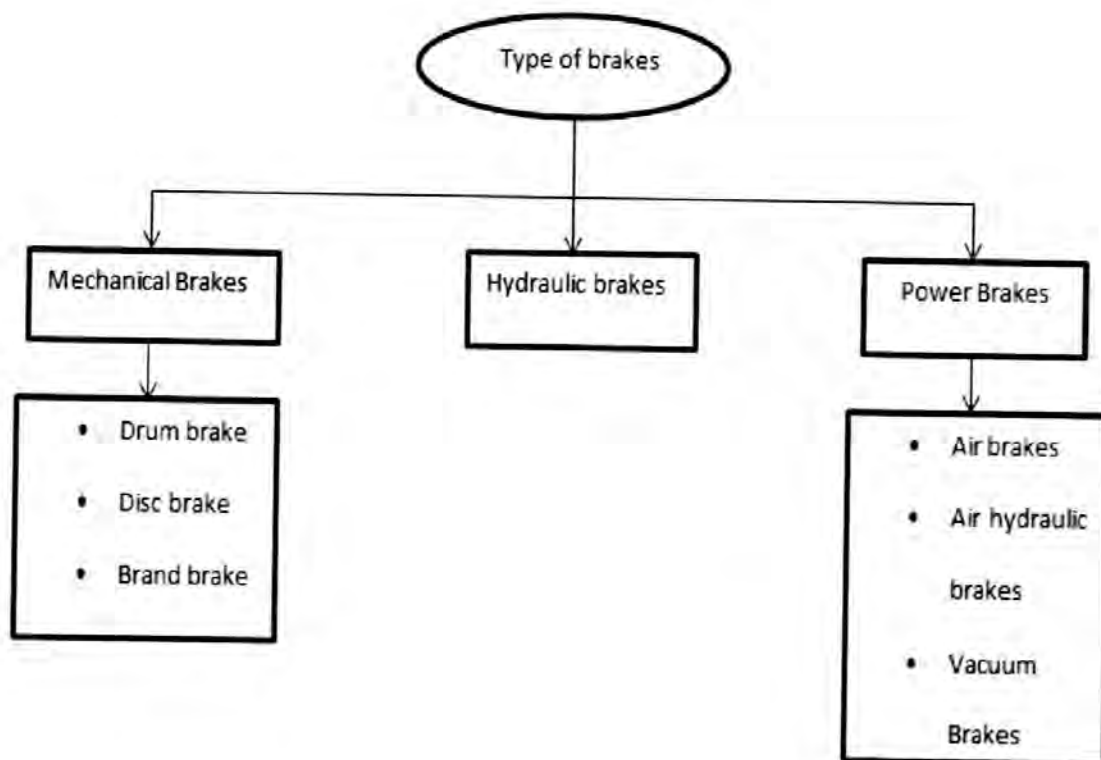 Type of brakes
Mechanical Brakes
Hydraulic brakes
Power Brakes
• Drum brake
• Disc brake
• Brand brake
• Air brakes
• Air hydraulic
brakes
• Vacuum
Brakes